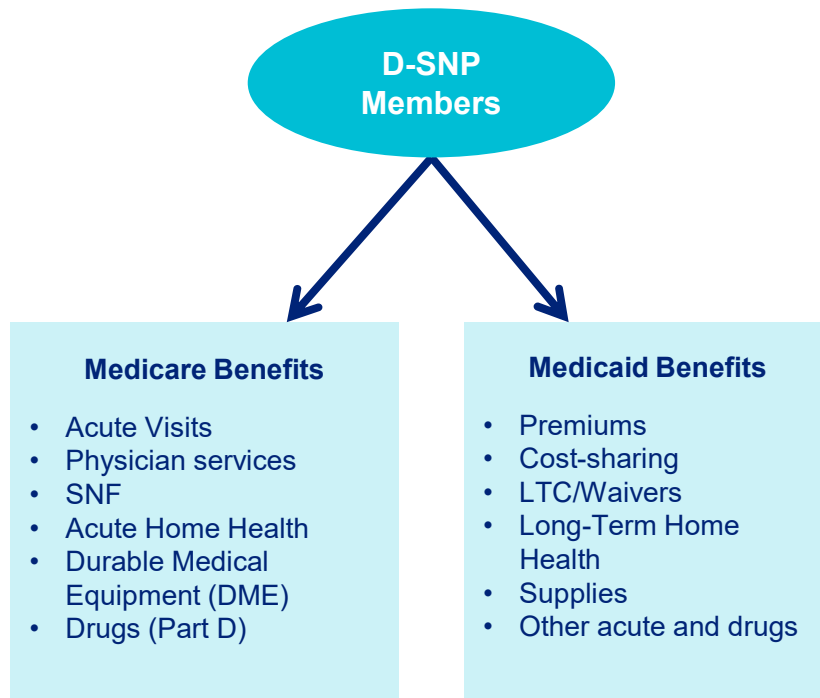 D-SNP
Members
Medicare Benefits
• Acute Visits
• Physician services
• SNF
• Acute Home Health
• Durable Medical
Equipment (DME)
• Drugs (Part D)
Medicaid Benefits
• Premiums
• Cost-sharing
• LTC/Waivers
• Long-Term Home
Health
• Supplies
• Other acute and drugs